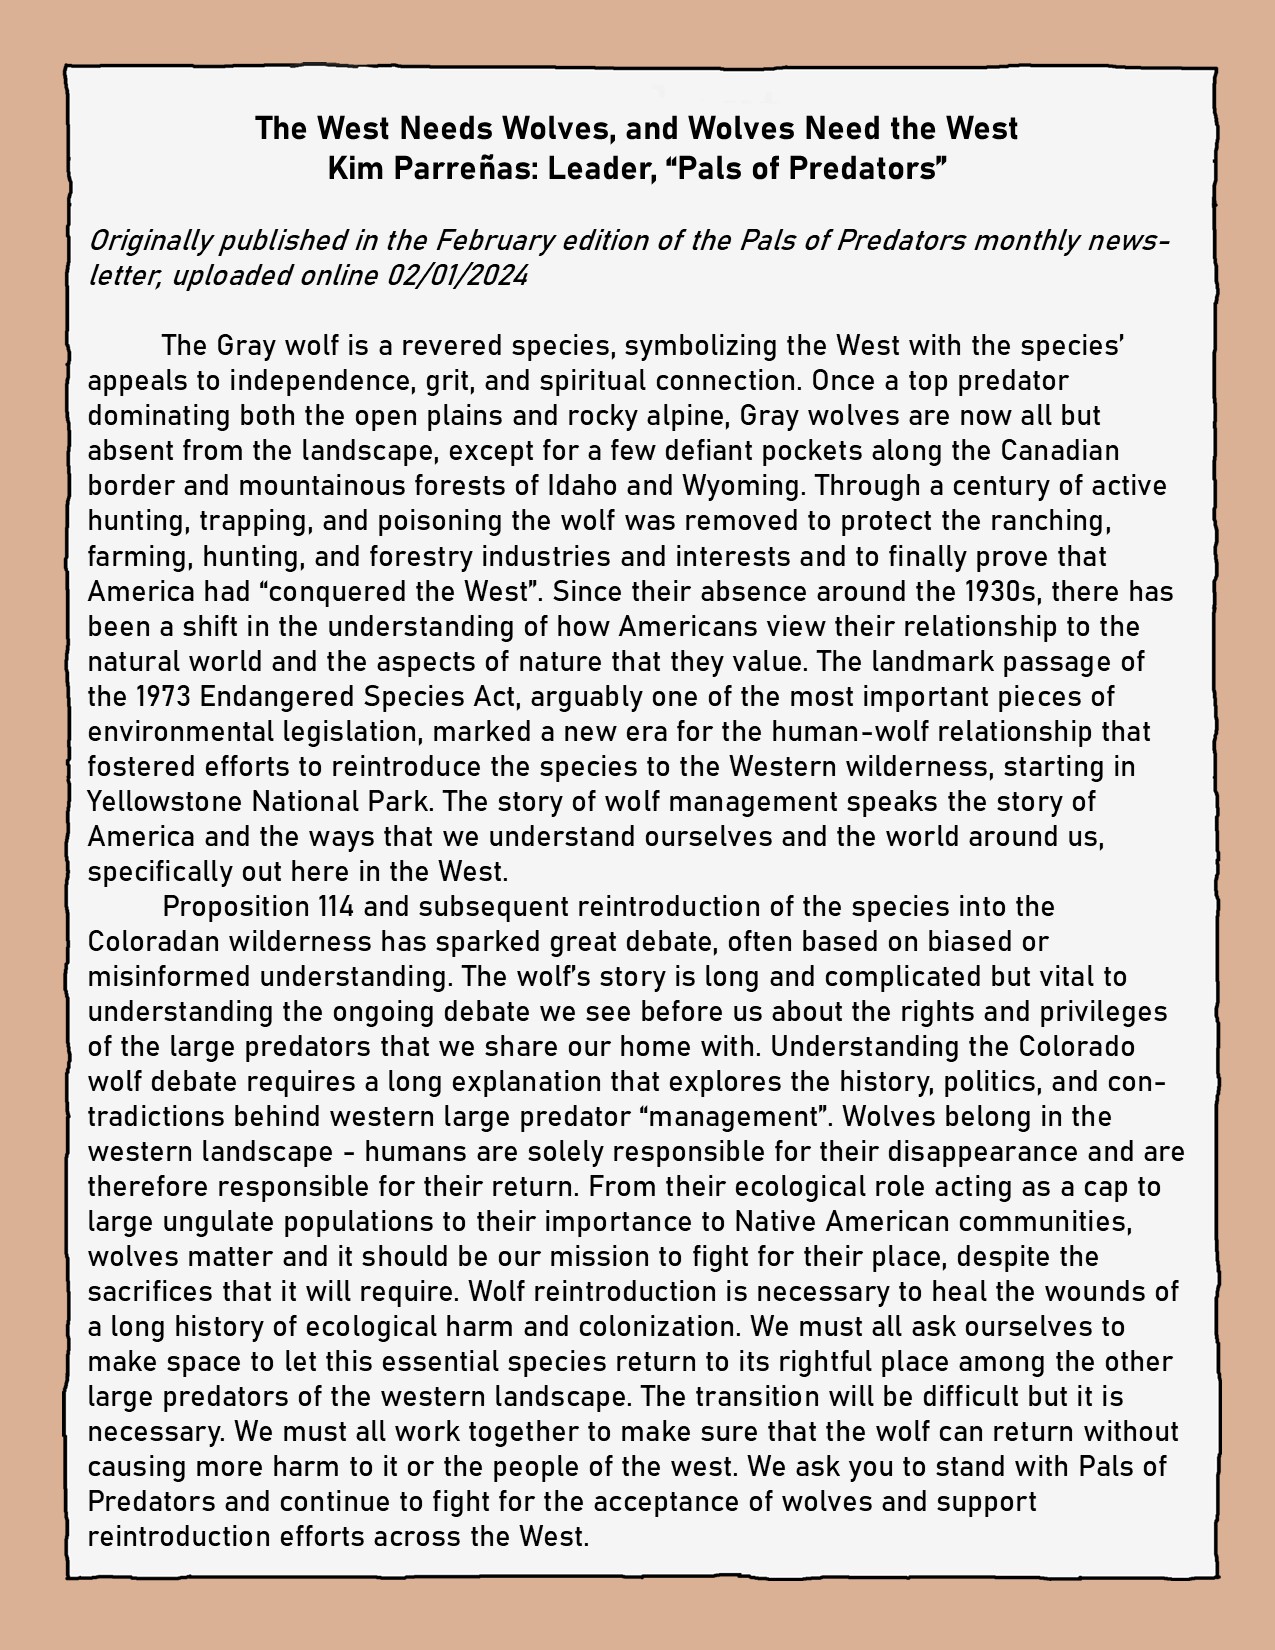 The West Needs Wolves, and Wolves Need the West
Kim Parreñas: Leader, “Pals of Predators”
Originally published in the February edition of the Pals of Predators monthly news-
letter, uploaded online 02/01/2024
The Gray wolf is a revered species, symbolizing the West with the species’
appeals to independence, grit, and spiritual connection. Once a top predator
dominating both the open plains and rocky alpine, Gray wolves are now all but
absent from the landscape, except for a few defiant pockets along the Canadian
border and mountainous forests of Idaho and Wyoming. Through a century of active
hunting, trapping, and poisoning the wolf was removed to protect the ranching,
farming, hunting, and forestry industries and interests and to finally prove that
America had “conquered the West”. Since their absence around the 1930s, there has
been a shift in the understanding of how Americans view their relationship to the
natural world and the aspects of nature that they value. The landmark passage of
the 1973 Endangered Species Act, arguably one of the most important pieces of
environmental legislation, marked a new era for the human-wolf relationship that
fostered efforts to reintroduce the species to the Western wilderness, starting in
Yellowstone National Park. The story of wolf management speaks the story of
America and the ways that we understand ourselves and the world around us,
specifically out here in the West.
Proposition 114 and subsequent reintroduction of the species into the
Coloradan wilderness has sparked great debate, often based on biased or
misinformed understanding. The wolf’s story is long and complicated but vital to
understanding the ongoing debate we see before us about the rights and privileges
of the large predators that we share our home with. Understanding the Colorado
wolf debate requires a long explanation that explores the history, politics, and con-
tradictions behind western large predator “management”. Wolves belong in the
western landscape - humans are solely responsible for their disappearance and are
therefore responsible for their return. From their ecological role acting as a cap to
large ungulate populations to their importance to Native American communities,
wolves matter and it should be our mission to fight for their place, despite the
sacrifices that it will require. Wolf reintroduction is necessary to heal the wounds of
a long history of ecological harm and colonization. We must all ask ourselves to
make space to let this essential species return to its rightful place among the other
large predators of the western landscape. The transition will be difficult but it is
necessary. We must all work together to make sure that the wolf can return without
causing more harm to it or the people of the west. We ask you to stand with Pals of
Predators and continue to fight for the acceptance of wolves and support
reintroduction efforts across the West.